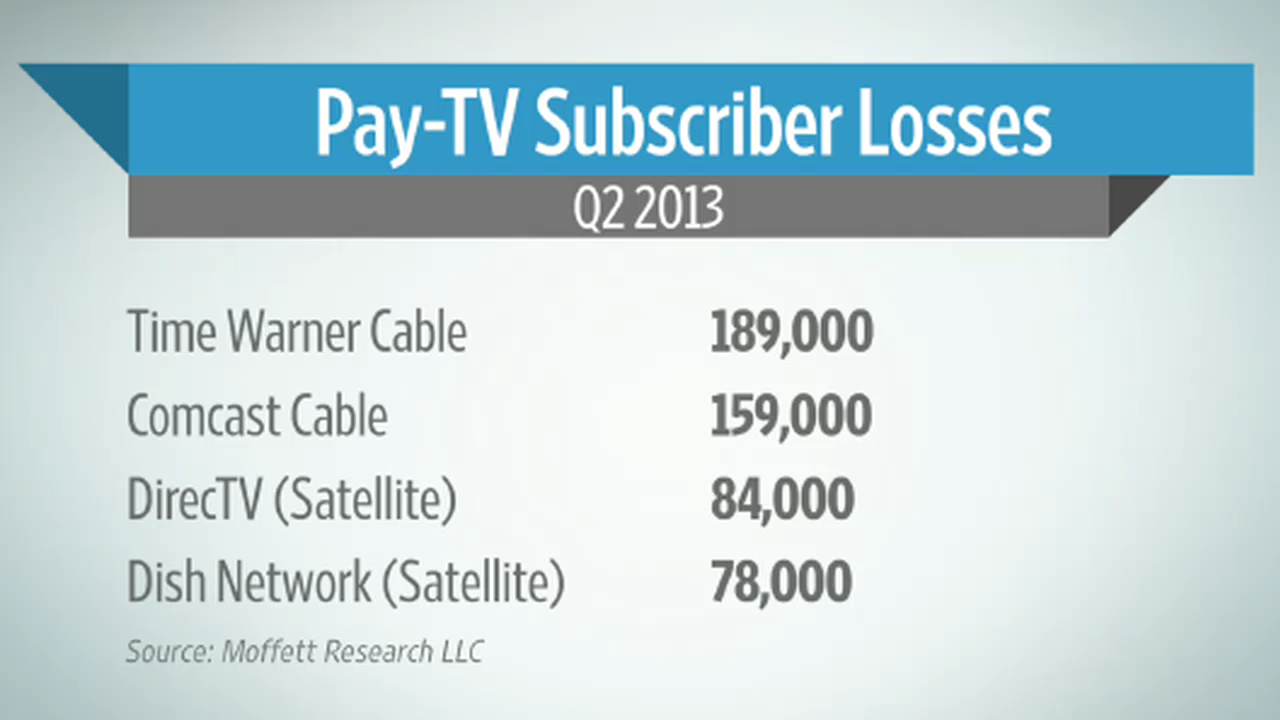 Pay-TV Subscriber Losses
Q2 2013
Time Warner Cable 189,000
Comcast Cable 159,000
DirecTV (Satellite) 84,000
Dish Network (Satellite) 78,000
Source: Moffett Research LLC